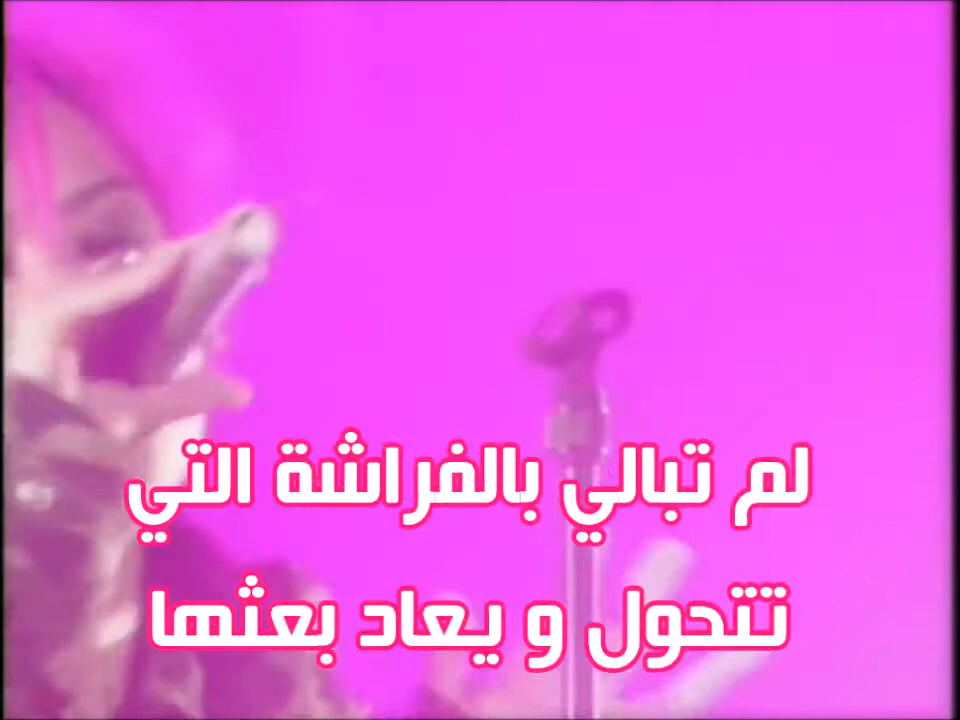 لم تبالي بالفراشة التي
تتحول و يعاد بعثها